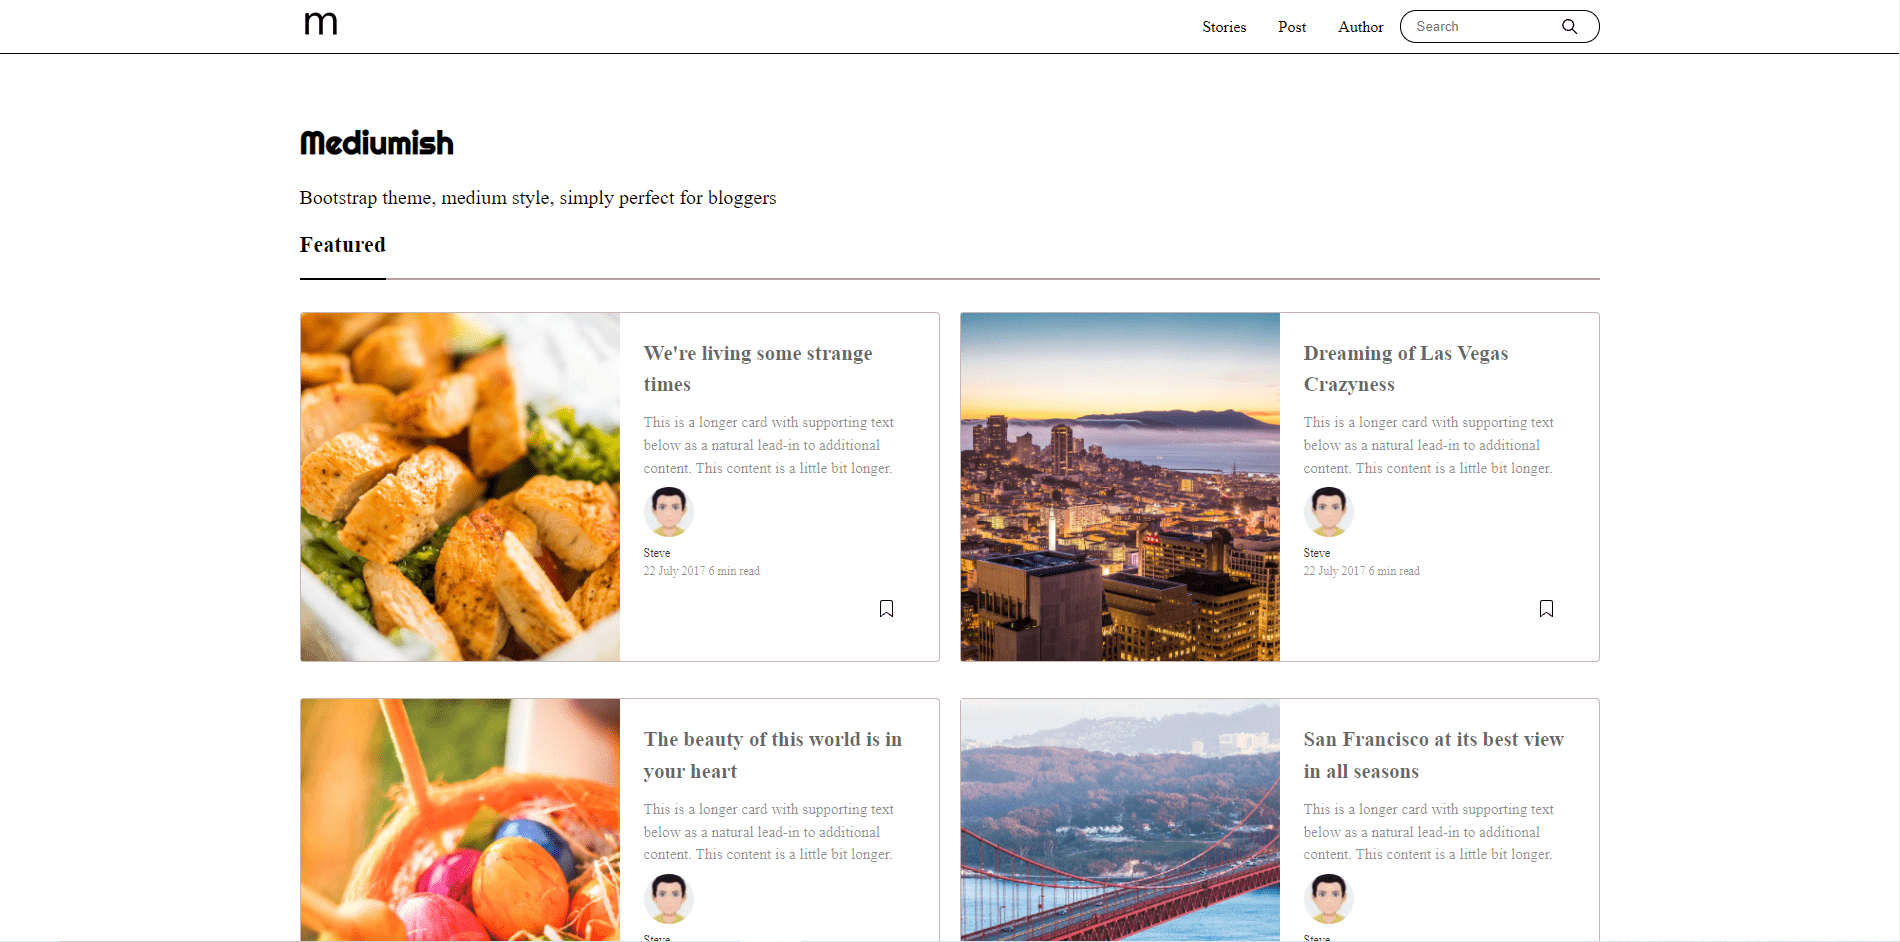 m
Stories Post Author Search
Mediumish
Bootstrap theme, medium style, simply perfect for bloggers
Featured
We're living some strange
times
This is a longer card with supporting text
below as a natural lead-in to additional
content. This content is a little bit longer.
Steve
22 July 2017 6 min read
Dreaming of Las Vegas
Crazyness
This is a longer card with supporting text
below as a natural lead-in to additional
content. This content is a little bit longer.
Steve
22 July 2017 6 min read
The beauty of this world is in
your heart
This is a longer card with supporting text
below as a natural lead-in to additional
content. This content is a little bit longer.
Steve
San Francisco at its best view
in all seasons
This is a longer card with supporting text
below as a natural lead-in to additional
content. This content is a little bit longer.
Steve